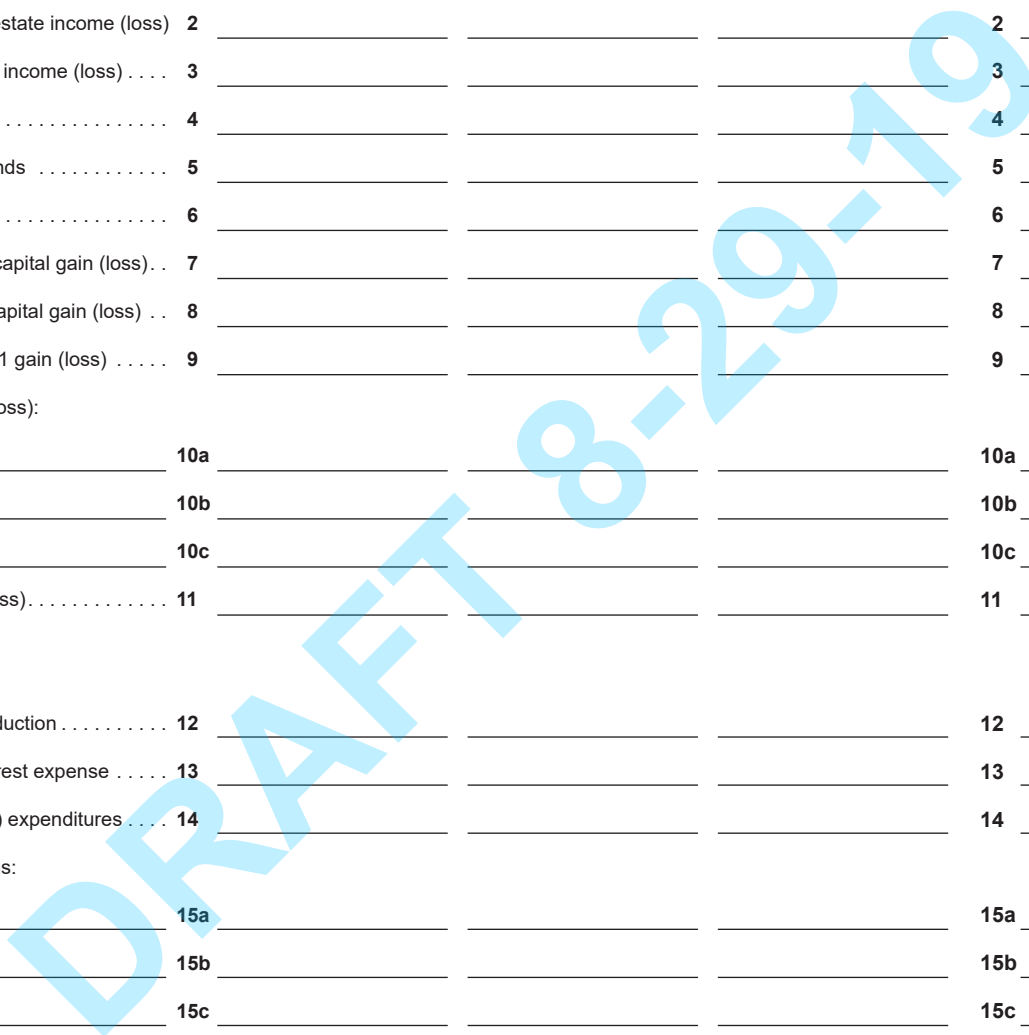 state income (loss) 2 2
income (loss) . . . . 3 3
. . . . . . . . . . . . . . . . 4 4
nds . . . . . . . . . . . . 5 5
. . . . . . . . . . . . . . . . 6 6
capital gain (loss). . 7 7
apital gain (loss) . . 8 8
1 gain (loss) . . . . . 9 9
oss):
10a 10a
10b 10b
10c 10c
ss). . . . . . . . . . . . . 11 11
duction . . . . . . . . . . 12 12
rest expense . . . . . 13 13
) expenditures . . . . 14 14
s:
15a 15a
15b 15b
15c 15c
DRAFT 8-29-19